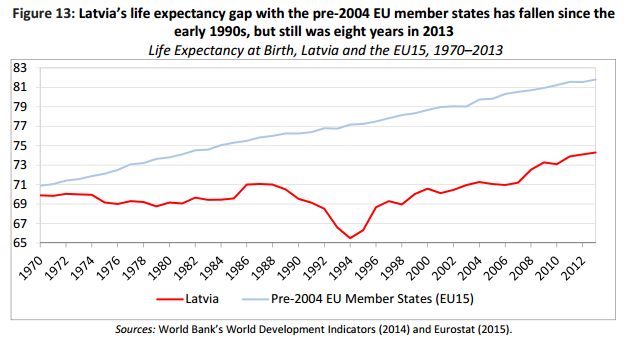 Figure 13: Latvia’s life expectancy gap with the pre-2004 EU member states has fallen since the
early 1990s, but still was eight years in 2013
Life Expectancy at Birth, Latvia and the EU15, 1970–2013
83
81
79
77
75
73
71
69
67
65
1970 1972 1974 1976 1978 1980 1982 1984 1986 1988 1990 1992 1994 1996 1998 2000 2002 2004 2006 2008 2010 2012
Latvia Pre-2004 EU Member States (EU15)
Sources: World Bank’s World Development Indicators (2014) and Eurostat (2015).